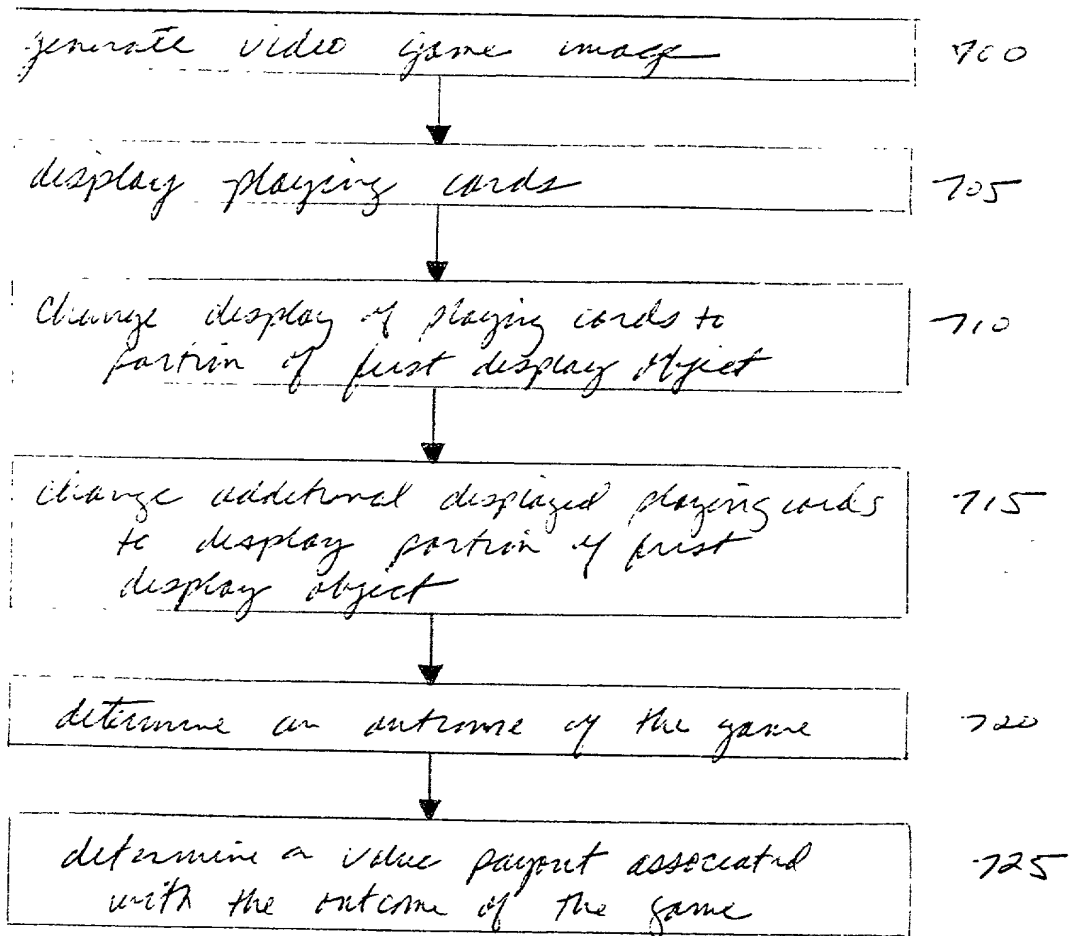 generate video game image 700
display playing cards 705
change display of playing cards to 710
portion of first display object
change additional displayed playing cards 715
to display portion of first
display object
determine an outcome of the game 720
determine a value payout associated 725
with the outcome of the game